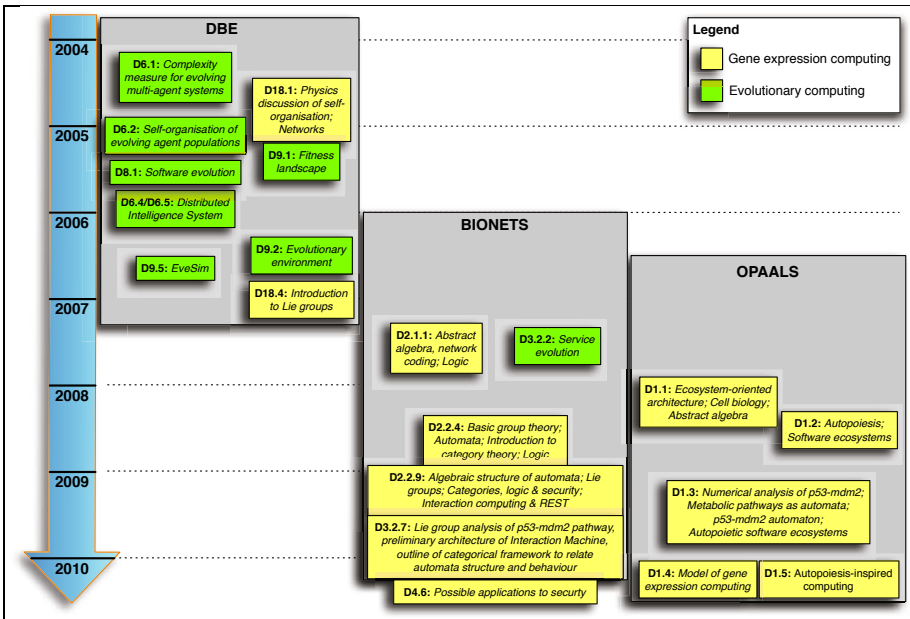 DBE
Legend
Gene expression computing
Evolutionary computing
2004
2005
2006
2007
2008
2009
2010
D6.1: Complexity
measure for evolving
multi-agent systems
D18.1: Physics
discussion of self-
organisation;
Networks
D6.2: Self-organisation of
evolving agent populations
D9.1: Fitness
landscape
D8.1: Software evolution
D6.4/D6.5: Distributed
Intelligence System
D9.2: Evolutionary
environment
D9.5: EveSim
D18.4: Introduction
to Lie groups
BIONETS
D2.1.1: Abstract
algebra, network
coding; Logic
D3.2.2: Service
evolution
D2.2.4: Basic group theory;
Automata; Introduction to
category theory; Logic
D2.2.9: Algebraic structure of automata; Lie
groups; Categories, logic & security;
Interaction computing & REST
D3.2.7: Lie group analysis of p53-mdm2 pathway,
preliminary architecture of Interaction Machine,
outline of categorical framework to relate
automata structure and behaviour
D4.6: Possible applications to securty
OPAALS
D1.1: Ecosystem-oriented
architecture; Cell biology;
Abstract algebra
D1.2: Autopoiesis;
Software ecosystems
D1.3: Numerical analysis of p53-mdm2;
Metabolic pathways as automata;
p53-mdm2 automaton;
Autopoietic software ecosystems
D1.4: Model of gene
expression computing
D1.5: Autopoiesis-inspired
computing